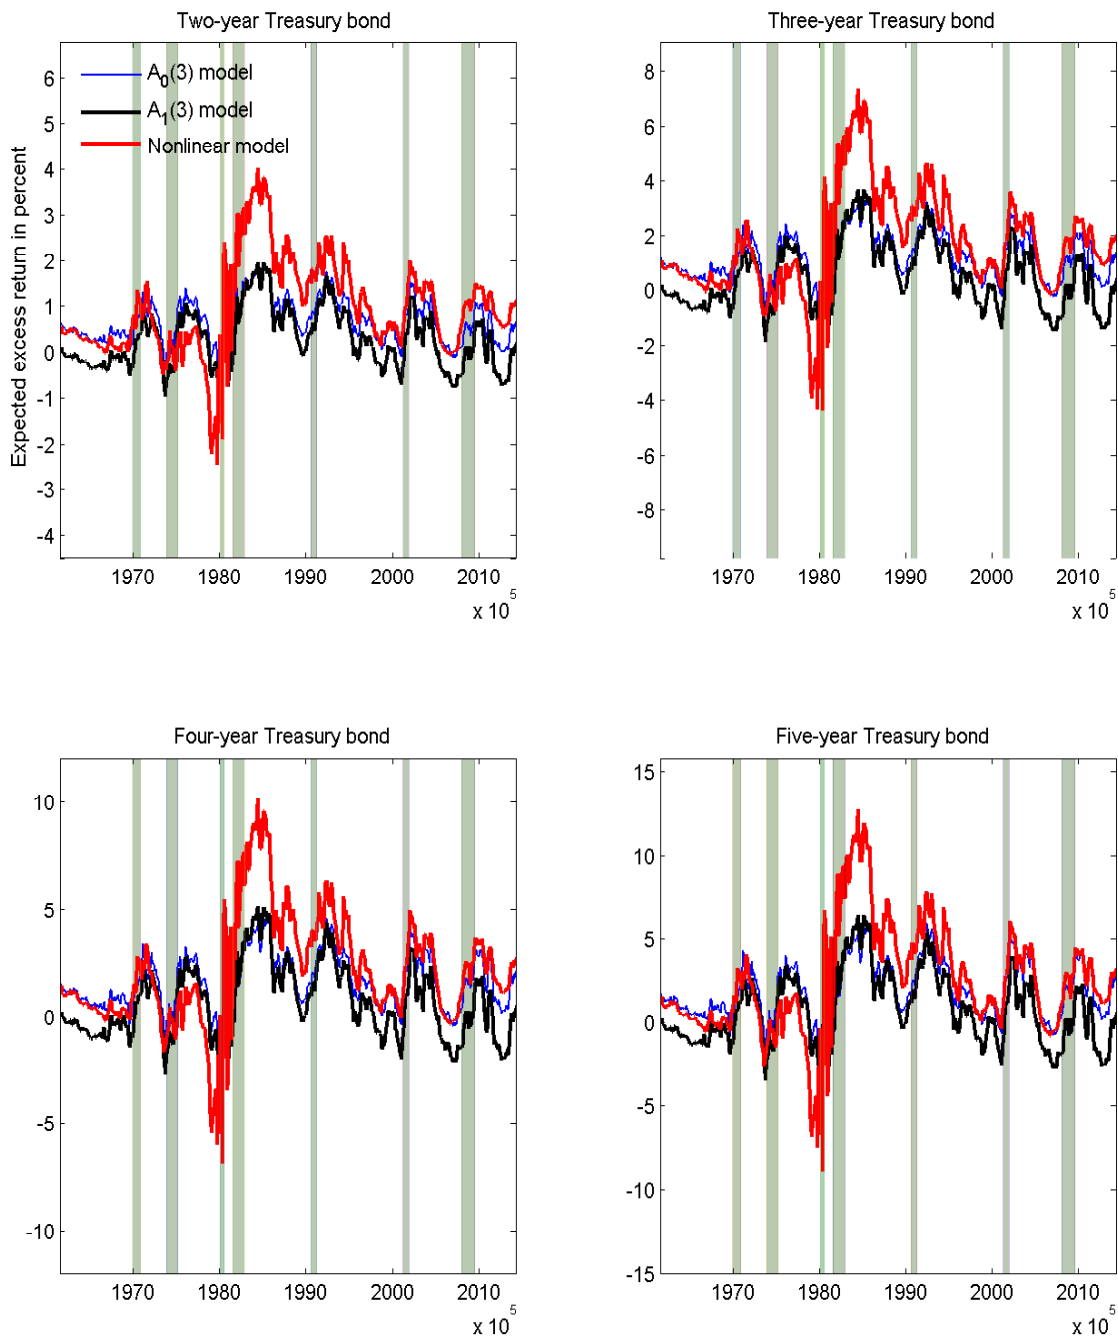 Two-year Treasury bond
Expected excess return in percent
6
5
4
3
2
1
0
-1
-2
-3
-4
A0(3) model
A1(3) model
Nonlinear model
1970 1980 1990 2000 2010
x 10 5
Three-year Treasury bond
8
6
4
2
0
-2
-4
-6
-8
1970 1980 1990 2000 2010
x 10 5
Four-year Treasury bond
10
5
0
-5
-10
1970 1980 1990 2000 2010
x 10 5
Five-year Treasury bond
15
10
5
0
-5
-10
-15
1970 1980 1990 2000 2010
x 10 5